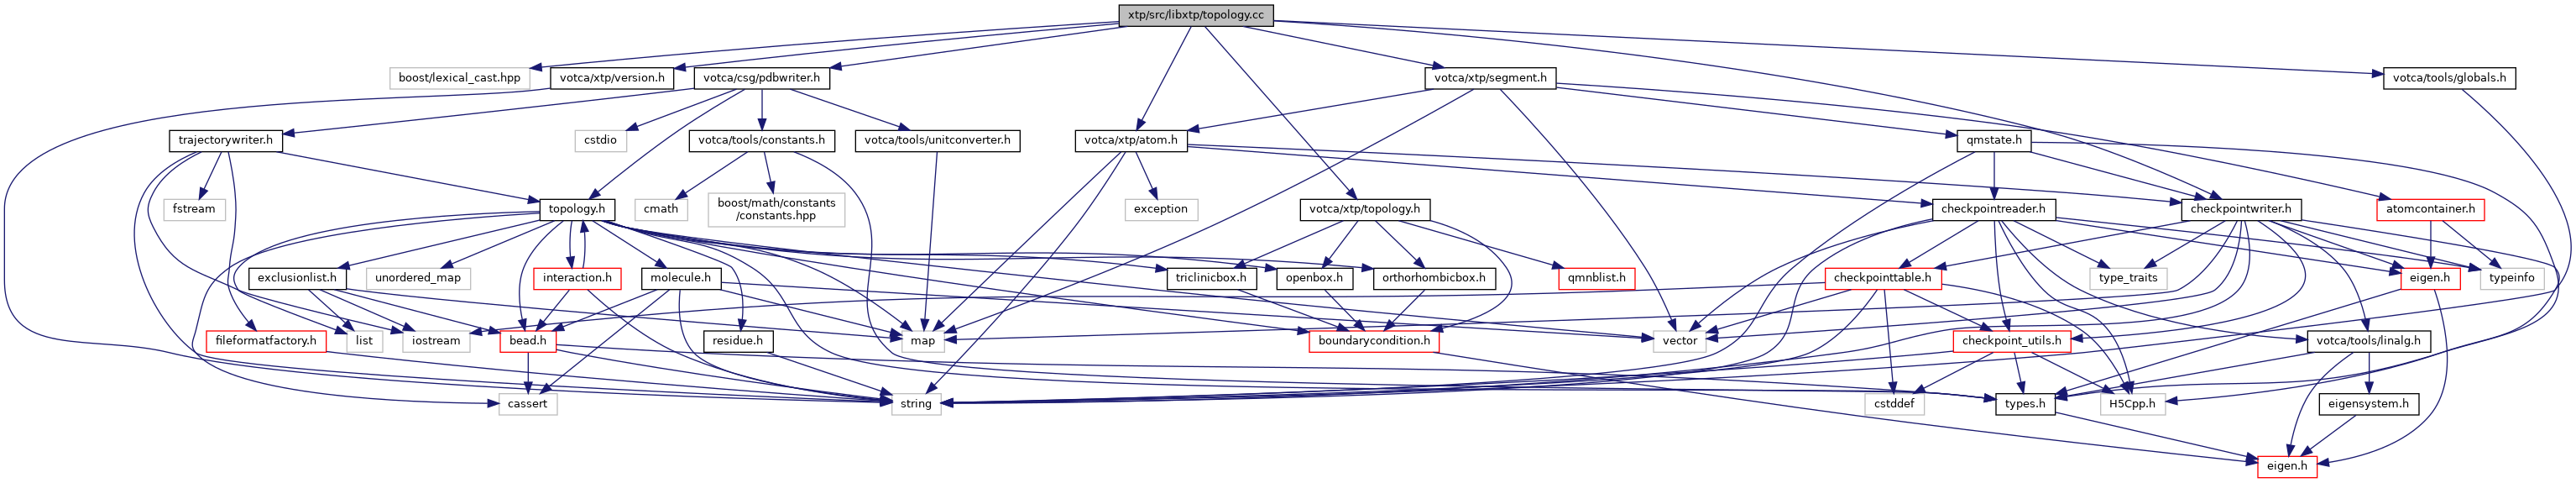 xtp/src/libxtp/topology.cc
boost/lexical_cast.hpp
votca/xtp/version.h
votca/csg/pdbwriter.h
votca/xtp/segment.h
votca/tools/globals.h
trajectorywriter.h
cstdio
votca/tools/constants.h
votca/tools/unitconverter.h
votca/xtp/atom.h
qmstate.h
fstream
topology.h
cmath
boost/math/constants
/constants.hpp
exception
votca/xtp/topology.h
checkpointreader.h
checkpointwriter.h
atomcontainer.h
exclusionlist.h
unordered_map
interaction.h
molecule.h
triclinicbox.h
openbox.h
orthorhombicbox.h
qmnblist.h
checkpointtable.h
type_traits
eigen.h
typeinfo
fileformatfactory.h
list
iostream
bead.h
residue.h
map
boundarycondition.h
vector
checkpoint_utils.h
votca/tools/linalg.h
cassert
string
cstddef
types.h
H5Cpp.h
eigensystem.h
eigen.h